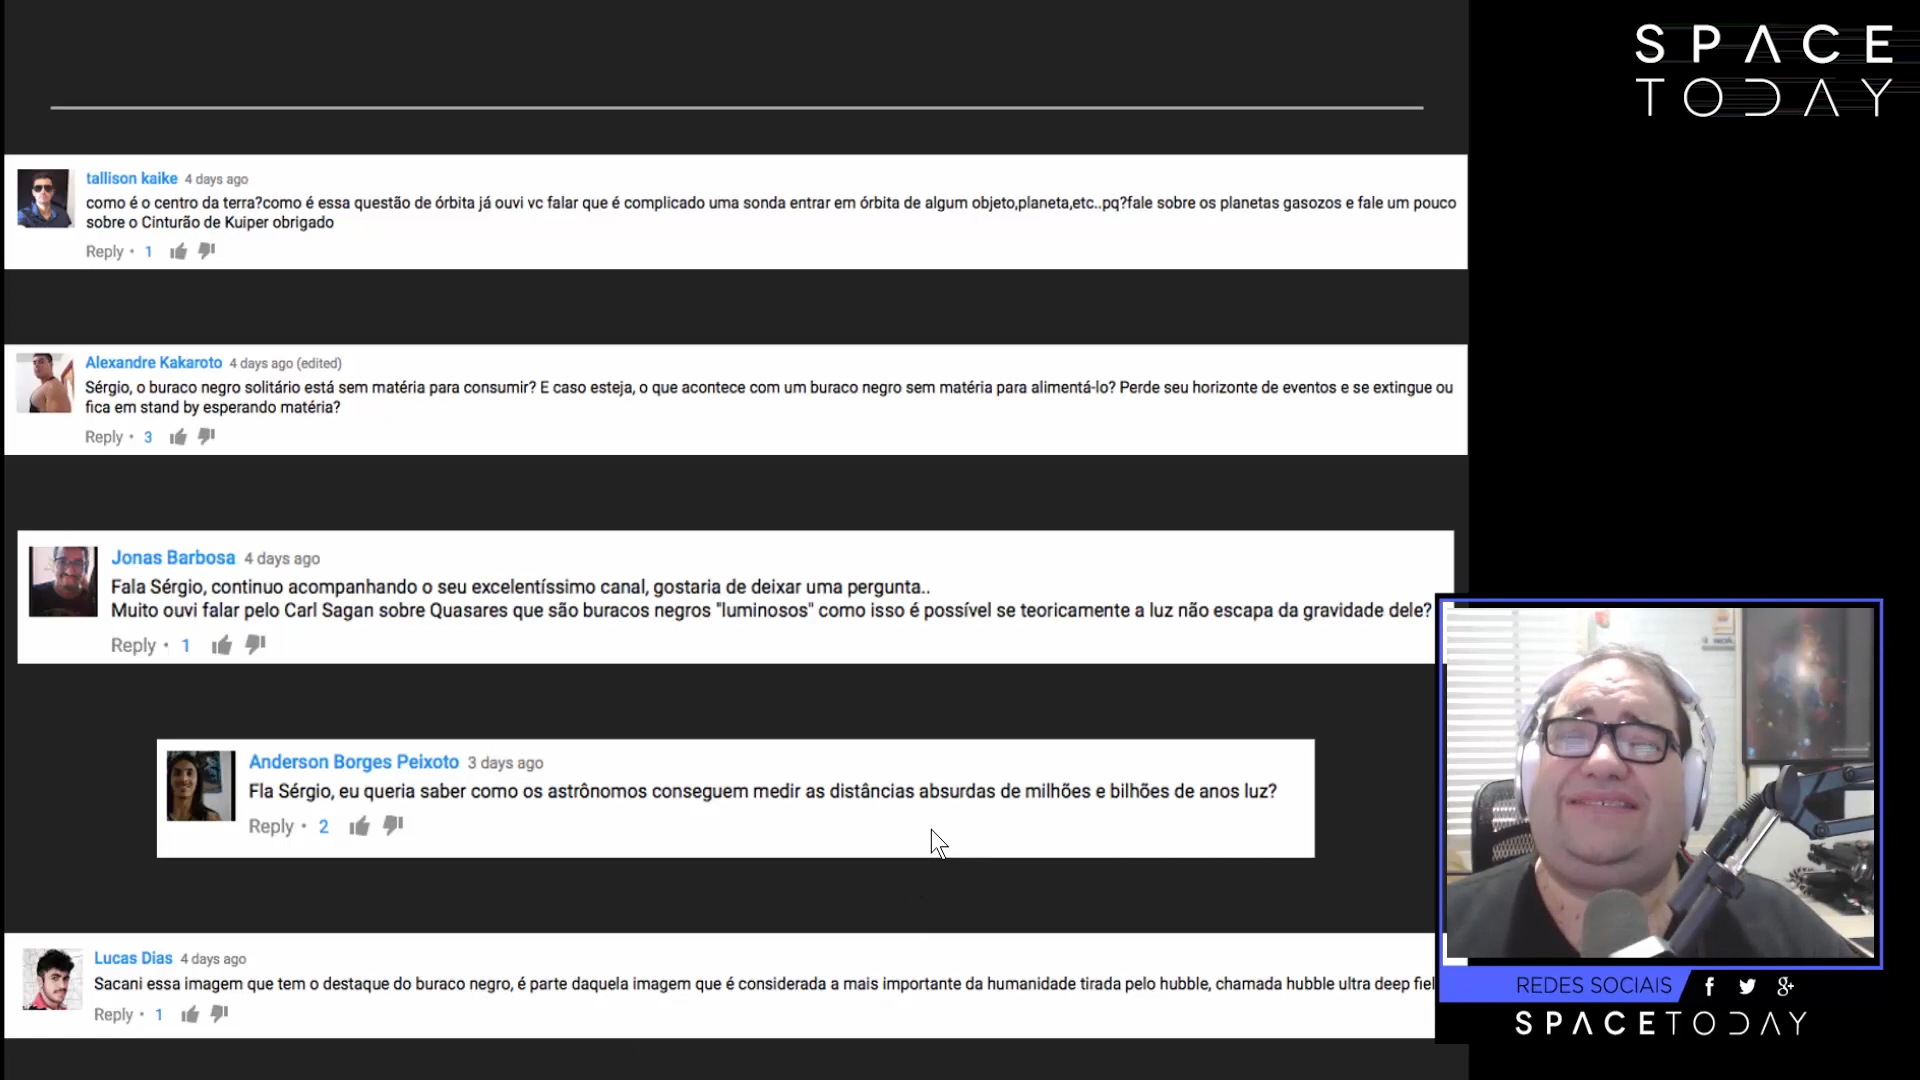 SPACE
TODAY
tallison kaike 4 days ago
como é o centro da terra?como é essa questão de órbita já ouvi vc falar que é complicado uma sonda entrar em órbita de algum objeto,planeta,etc..pq?fale sobre os planetas gasozos e fale um pouco
sobre o Cinturão de Kuiper obrigado
Reply • 1
Alexandre Kakaroto 4 days ago (edited)
Sérgio, o buraco negro solitário está sem matéria para consumir? E caso esteja, o que acontece com um buraco negro sem matéria para alimentá-lo? Perde seu horizonte de eventos e se extingue ou
fica em stand by esperando matéria?
Reply • 3
Jonas Barbosa 4 days ago
Fala Sérgio, continuo acompanhando o seu excelentíssimo canal, gostaria de deixar uma pergunta..
Muito ouvi falar pelo Carl Sagan sobre Quasares que são buracos negros "luminosos" como isso é possível se teoricamente a luz não escapa da gravidade dele?
Reply • 1
Anderson Borges Peixoto 3 days ago
Fla Sérgio, eu queria saber como os astrônomos conseguem medir as distâncias absurdas de milhões e bilhões de anos luz?
Reply • 2
Lucas Dias 4 days ago
Sacani essa imagem que tem o destaque do buraco negro, é parte daquela imagem que é considerada a mais importante da humanidade tirada pelo hubble, chamada hubble ultra deep fiel
Reply • 1
REDES SOCIAIS f g+
SPACETODAY